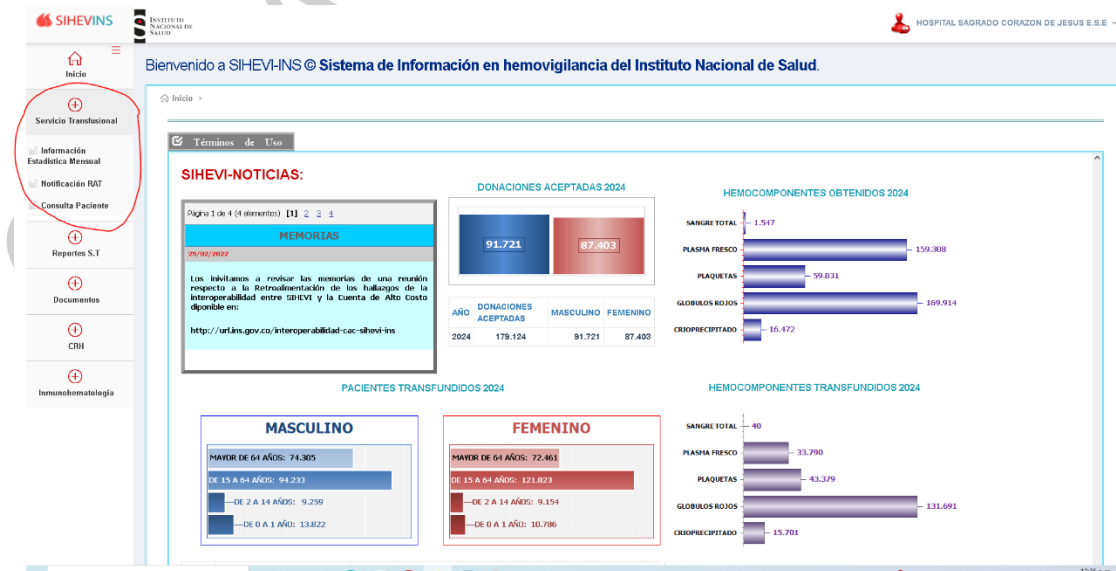 SIHEVINS
INSTITUTO
NACIONAL DE
SALUD
HOSPITAL SAGRADO CORAZON DE JESUS E.S.E
Inicio
Bienvenido a SIHEVI-INS © Sistema de Información en hemovigilancia del Instituto Nacional de Salud.
Inicio >
Servicio Transfusional
Información
Estadística Mensual
Notificación RAT
Consulta Paciente
Reportes S.T
Documentos
CRH
Inmunohematología
Términos de Uso
SIHEVI-NOTICIAS:
Página 1 de 4 (4 elementos) [1] 2 3 4
MEMORIAS
25/02/2022
Los inivitamos a revisar las memorias de una reunión
respecto a la Retroalimentación de los hallazgos de la
interoperabilidad entre SIHEVI y la Cuenta de Alto Costo
diponible en:
http://url.ins.gov.co/interoperabilidad-cac-sihevi-ins
DONACIONES ACEPTADAS 2024
91.721 87.403
AÑO DONACIONES ACEPTADAS MASCULINO FEMENINO
2024 179.124 91.721 87.403
HEMOCOMPONENTES OBTENIDOS 2024
SANGRE TOTAL 1.547
PLASMA FRESCO 159.308
PLAQUETAS 59.831
GLOBULOS ROJOS 169.914
CRIOPRECIPITADO 16.472
PACIENTES TRANSFUNDIDOS 2024
MASCULINO
MAYOR DE 64 AÑOS: 74.305
DE 15 A 64 AÑOS: 94.233
DE 2 A 14 AÑOS: 9.259
DE 0 A 1 AÑO: 13.822
FEMENINO
MAYOR DE 64 AÑOS: 72.461
DE 15 A 64 AÑOS: 121.823
DE 2 A 14 AÑOS: 9.154
DE 0 A 1 AÑO: 10.786
HEMOCOMPONENTES TRANSFUNDIDOS 2024
SANGRE TOTAL 40
PLASMA FRESCO 33.790
PLAQUETAS 43.379
GLOBULOS ROJOS 131.691
CRIOPRECIPITADO 15.701